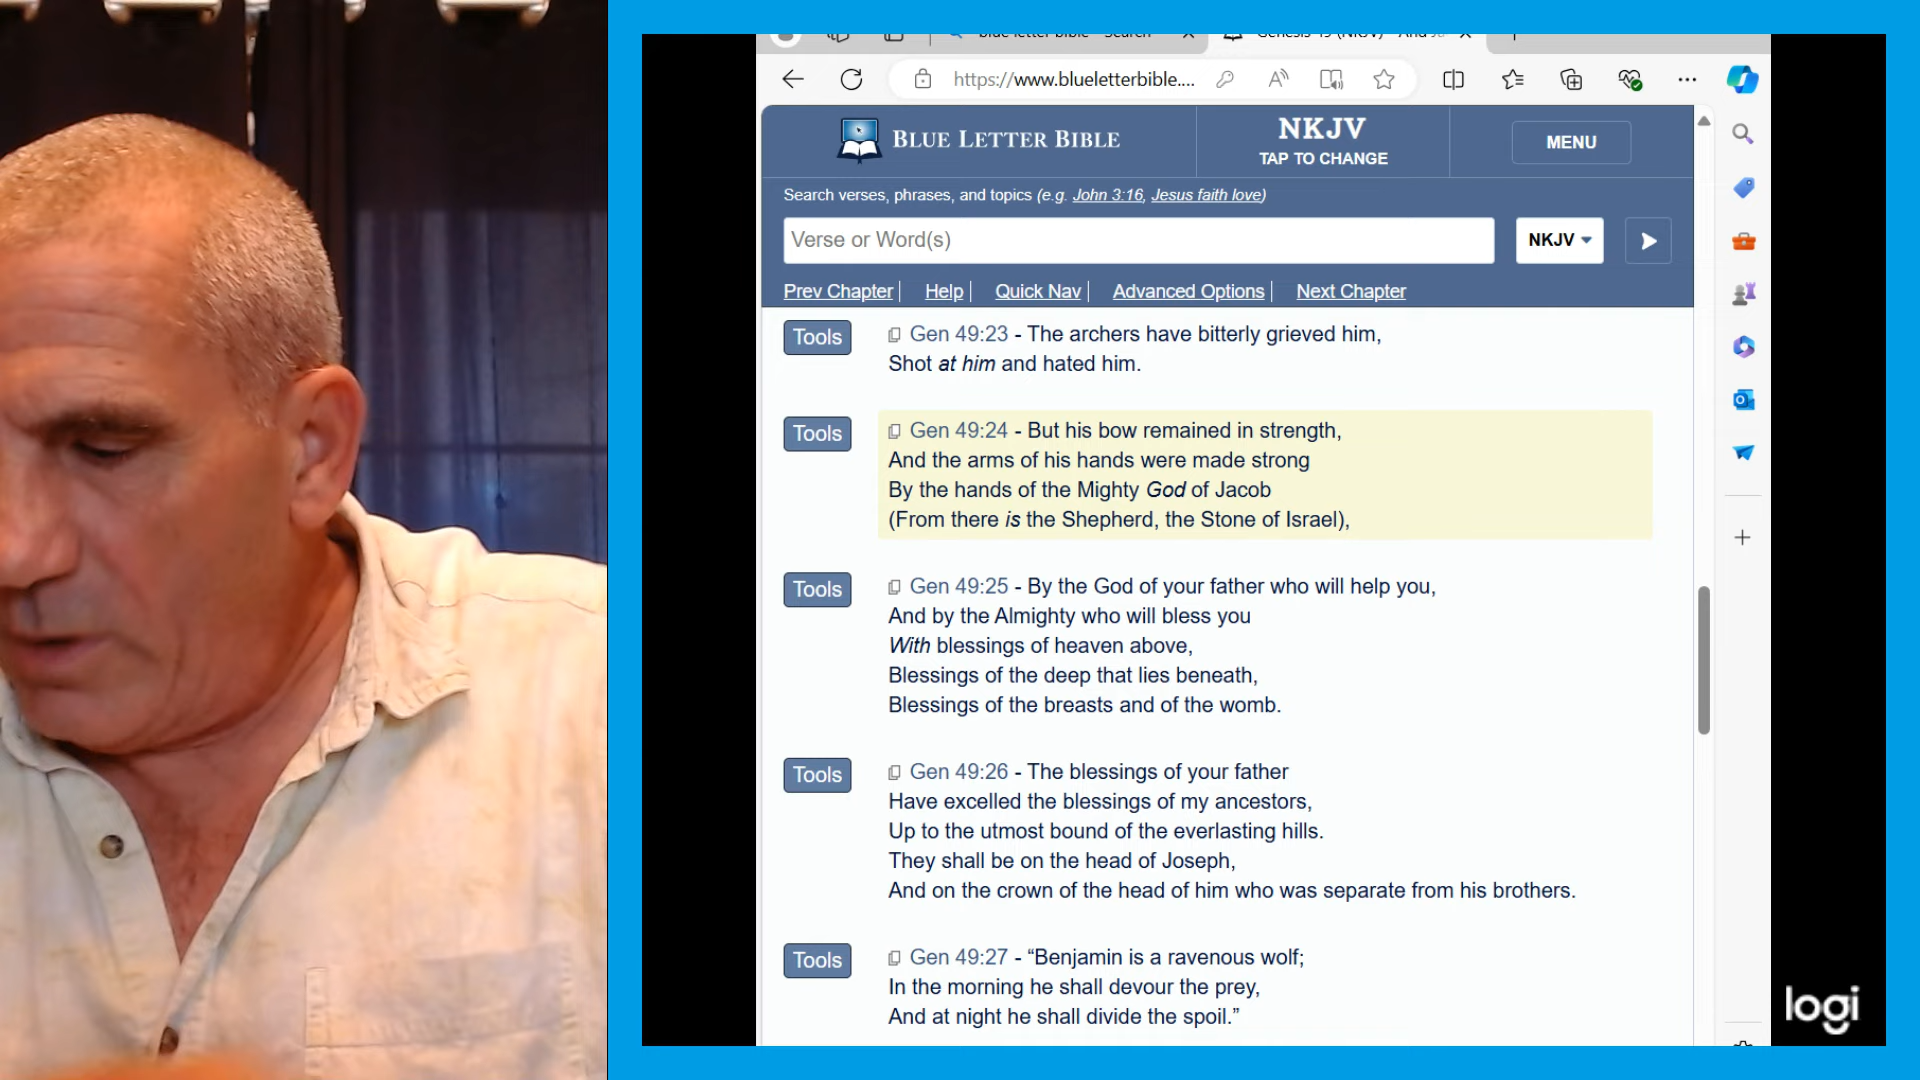 blue letter bible - Search
Genesis 49 (NKJV) - And
https://www.blueletterbible....
BLUE LETTER BIBLE
NKJV
TAP TO CHANGE
MENU
Search verses, phrases, and topics (e.g. John 3:16, Jesus faith love)
Verse or Word(s)
NKJV
Prev Chapter | Help | Quick Nav | Advanced Options | Next Chapter
Tools
Gen 49:23 - The archers have bitterly grieved him,
Shot at him and hated him.
Tools
Gen 49:24 - But his bow remained in strength,
And the arms of his hands were made strong
By the hands of the Mighty God of Jacob
(From there is the Shepherd, the Stone of Israel),
Tools
Gen 49:25 - By the God of your father who will help you,
And by the Almighty who will bless you
With blessings of heaven above,
Blessings of the deep that lies beneath,
Blessings of the breasts and of the womb.
Tools
Gen 49:26 - The blessings of your father
Have excelled the blessings of my ancestors,
Up to the utmost bound of the everlasting hills.
They shall be on the head of Joseph,
And on the crown of the head of him who was separate from his brothers.
Tools
Gen 49:27 - “Benjamin is a ravenous wolf;
In the morning he shall devour the prey,
And at night he shall divide the spoil.”
logi